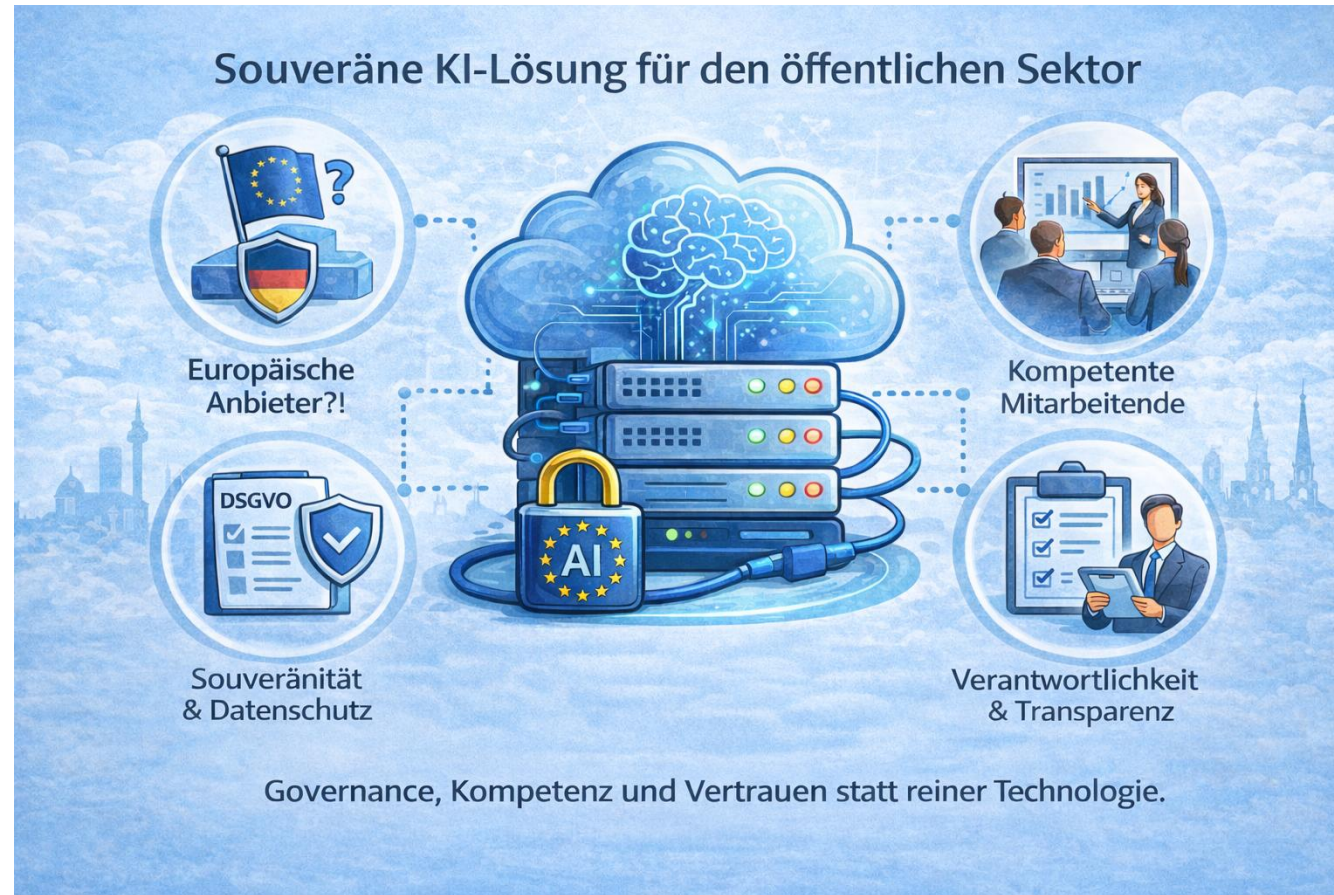 Souveräne KI-Lösung für den öffentlichen Sektor
?
Europäische
Anbieter?!
Kompetente
Mitarbeitende
DSGVO
AI
Souveränität
& Datenschutz
Verantwortlichkeit
& Transparenz
Governance, Kompetenz und Vertrauen statt reiner Technologie.